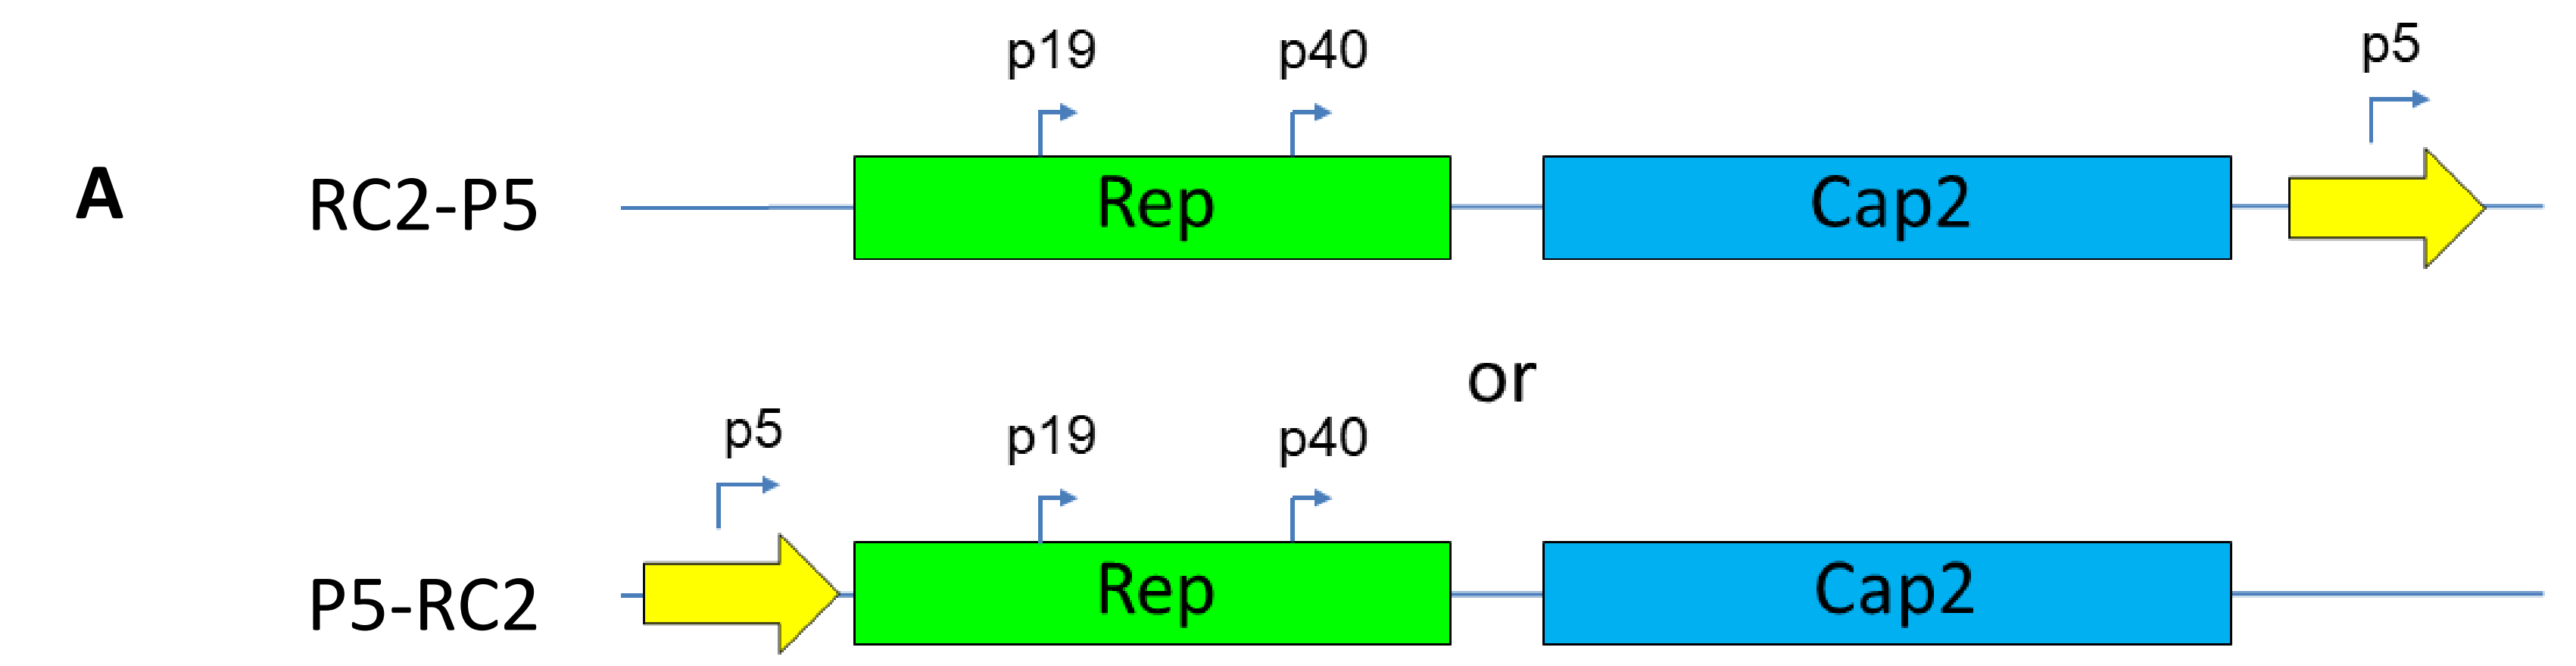 p19 p40 p5
A RC2-P5 Rep Cap2
or
p5 p19 p40
P5-RC2 Rep Cap2